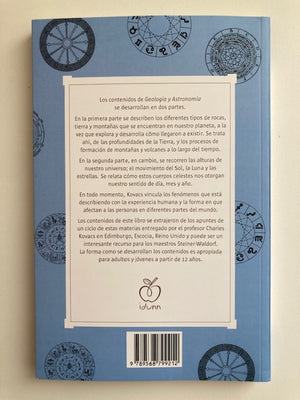 Los contenidos de Geología y Astronomía
se desarrollan en dos partes.
En la primera parte se describen los diferentes tipos de rocas,
tierra y montañas que se encuentran en nuestro planeta, a la
vez que explora y desarrolla cómo llegaron a existir. Se trata
ahí, de las profundidades de la Tierra, y los procesos de
formación de montañas y volcanes a lo largo del tiempo.
En la segunda parte, en cambio, se recorren las alturas de
nuestro universo; el movimiento del Sol, la Luna y las
estrellas. Se relata cómo estos cuerpos celestes nos otorgan
nuestro sentido de día, mes y año.
En todo momento, Kovacs vincula los fenómenos que está
describiendo con la experiencia humana y la forma en que
afectan a las personas en diferentes partes del mundo.
Los contenidos de este libro se extrajeron de los apuntes de
un ciclo de estas materias entregado por el profesor Charles
Kovacs en Edimburgo, Escocia, Reino Unido y puede ser un
interesante recurso para los maestros Steiner-Waldorf.
La forma como se desarrollan los contenidos es apropiada
para adultos y jóvenes a partir de 12 años.
idunn
9 789568 799212